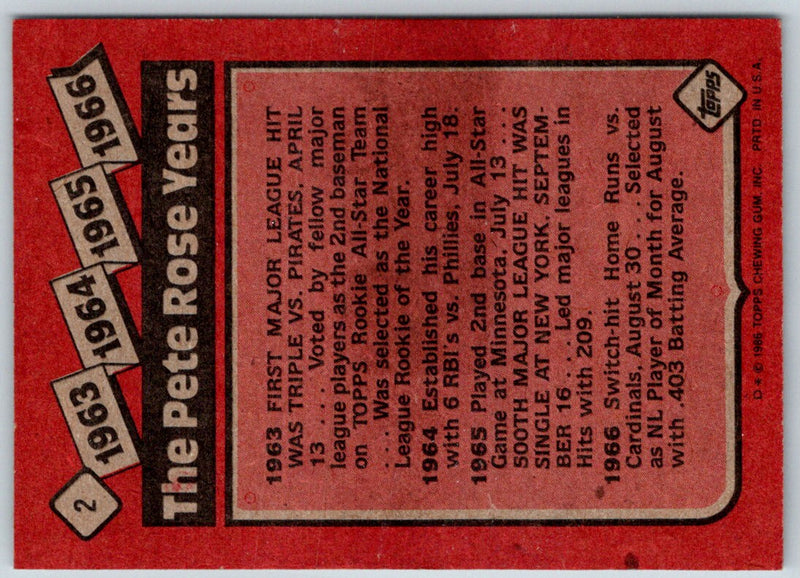 2
1963
1964
1965
1966
The Pete Rose Years
1963 FIRST MAJOR LEAGUE HIT
WAS TRIPLE VS. PIRATES, APRIL
13 .... Voted by fellow major
league players as the 2nd baseman
on TOPPS Rookie All-Star Team
.... Was selected as the National
League Rookie of the Year.
1964 Established his career high
with 6 RBI's vs. Phillies, July 18.
1965 Played 2nd base in All-Star
Game at Minnesota, July 13 ....
500TH MAJOR LEAGUE HIT WAS
SINGLE AT NEW YORK, SEPTEM-
BER 16 .... Led major leagues in
Hits with 209.
1966 Switch-hit Home Runs vs.
Cardinals, August 30 .... Selected
as NL Player of Month for August
with .403 Batting Average.
TOPPS
D* © 1986 TOPPS CHEWING GUM, INC. PRTD. IN U.S.A.